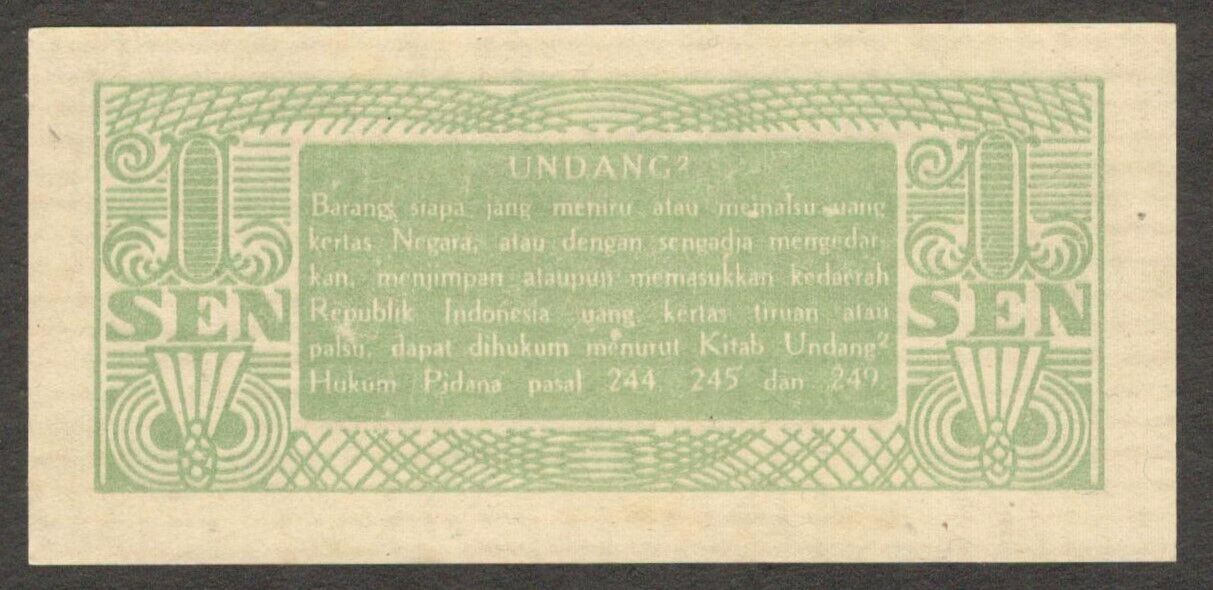 UNDANG²
1
SEN
Barang siapa jang meniru atau memalsu uang
kertas Negara, atau dengan sengadja mengedar-
kan, menjimpan ataupun memasukkan kedaerah
Republik Indonesia uang kertas tiruan atau
palsu, dapat dihukum menurut Kitab Undang²
Hukum Pidana pasal 244, 245 dan 249.
1
SEN